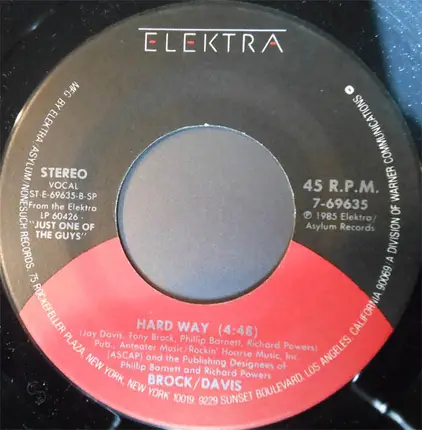 ELEKTRA
STEREO
VOCAL
ST-E-69635-B-SP
From the Elektra
LP 60426 -
"JUST ONE OF
THE GUYS"
45 R.P.M.
7-69635
℗ 1985 Elektra/
Asylum Records
HARD WAY (4:48)
(Jay Davis, Tony Brock, Phillip Barnett, Richard Powers)
Pub., Anteater Music/Rockin' Hoarse Music, Inc.
(ASCAP) and the Publishing Designees of
Phillip Barnett and Richard Powers
BROCK/DAVIS
MFG BY ELEKTRA/ASYLUM/NONESUCH RECORDS, 75 ROCKEFELLER PLAZA, NEW YORK, NEW YORK 10019. 9229 SUNSET BOULEVARD, LOS ANGELES, CALIFORNIA 90069 / A DIVISION OF WARNER COMMUNICATIONS